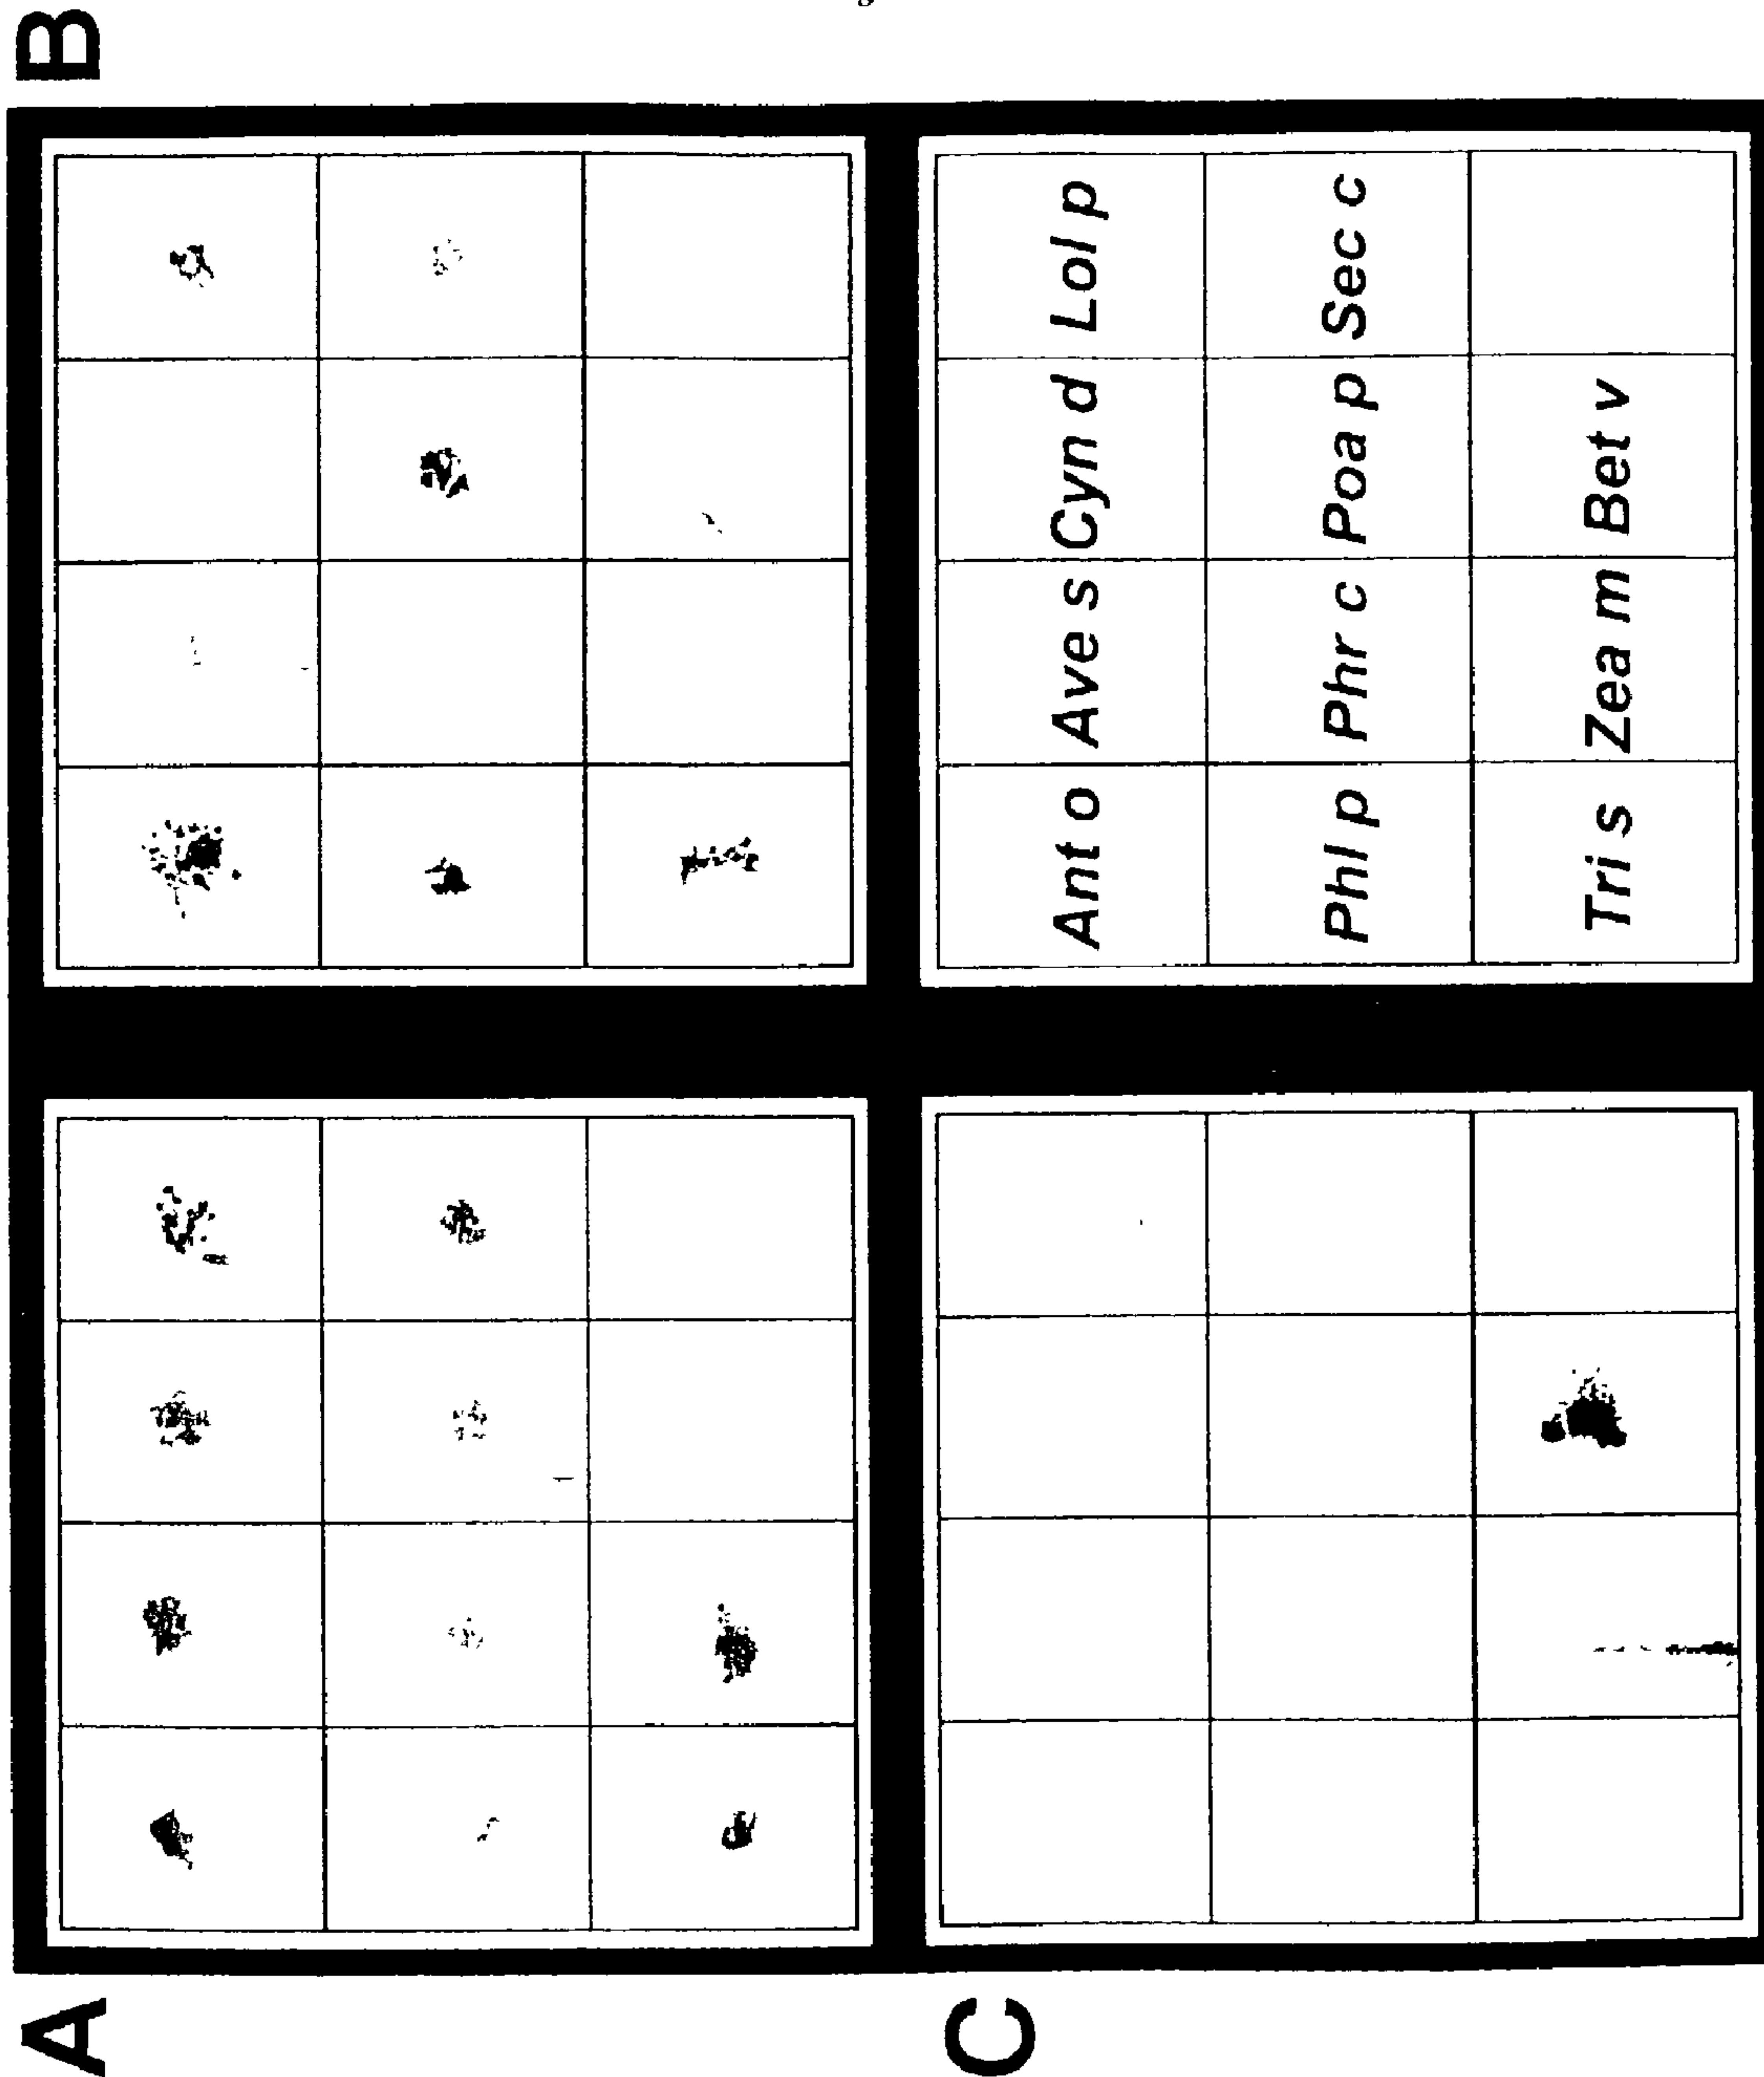 A
B
C
Ant o Ave s Cyn d Lol p
Phl p Phr c Poa p Sec c
Tri s Zea m Bet v